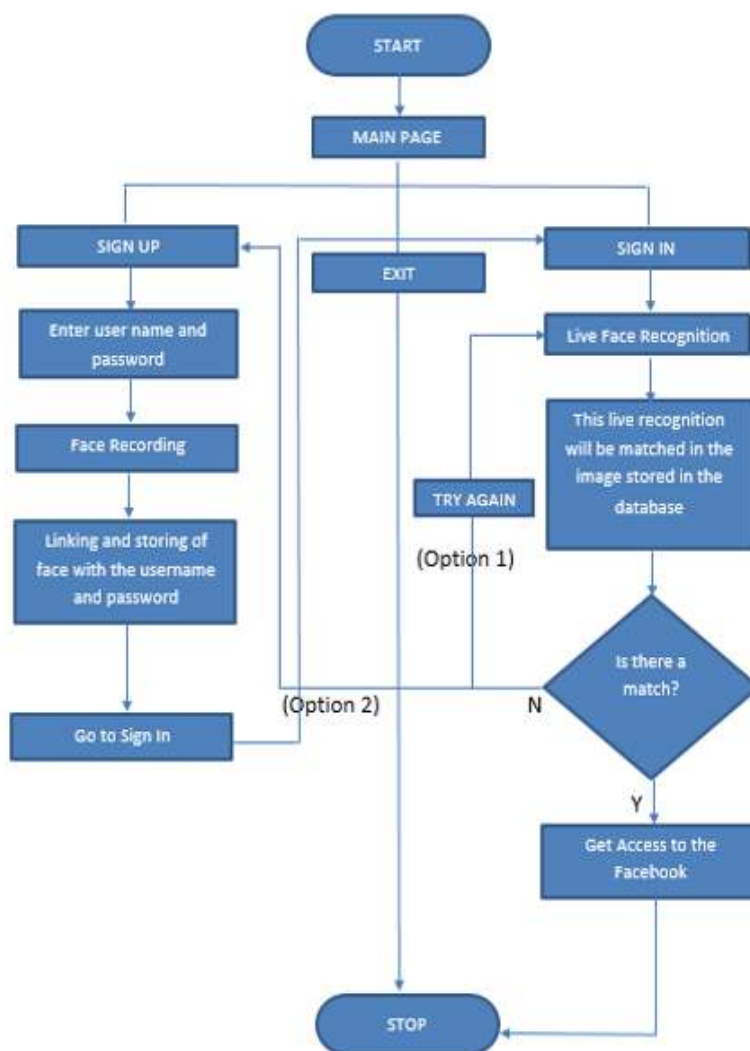 START
MAIN PAGE
SIGN UP
SIGN IN
EXIT
Enter user name and
password
Live Face Recognition
Face Recording
This live recognition
will be matched in the
image stored in the
database
TRY AGAIN
(Option 1)
Linking and storing of
face with the username
and password
Is there a
match?
(Option 2)
N
Go to Sign In
Y
Get Access to the
Facebook
STOP